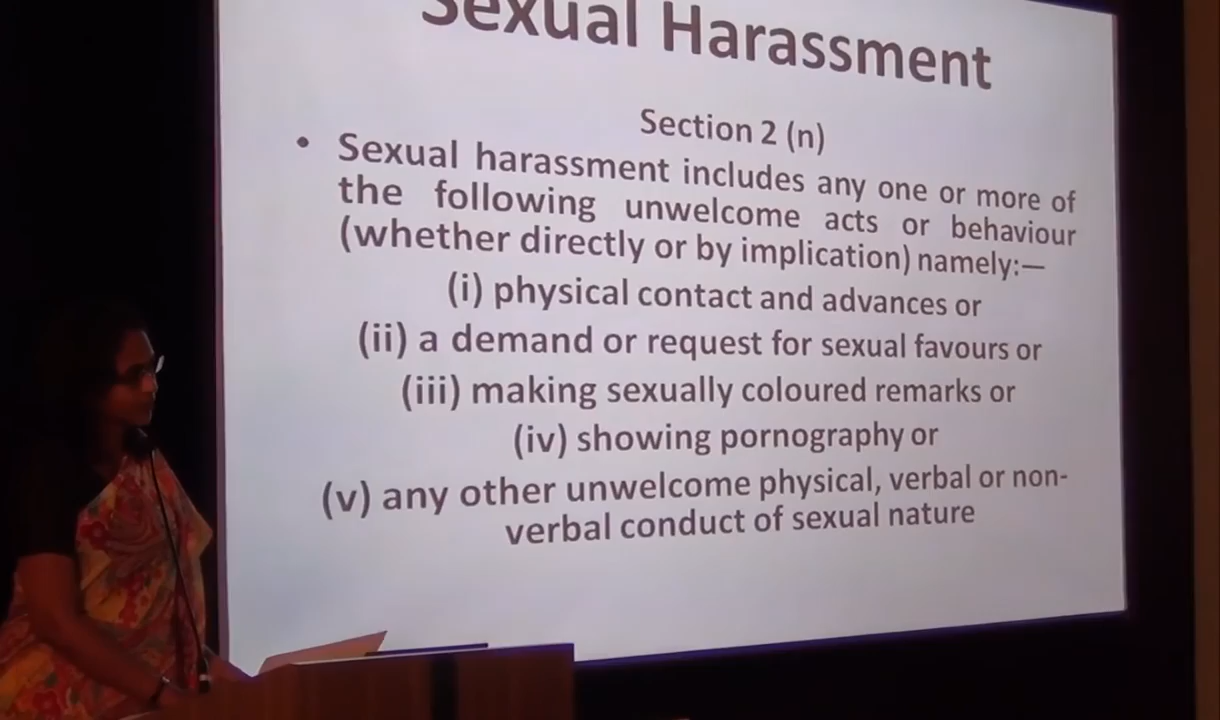 Sexual Harassment
Section 2 (n)
• Sexual harassment includes any one or more of
the following unwelcome acts or behaviour
(whether directly or by implication) namely:—
(i) physical contact and advances or
(ii) a demand or request for sexual favours or
(iii) making sexually coloured remarks or
(iv) showing pornography or
(v) any other unwelcome physical, verbal or non-
verbal conduct of sexual nature